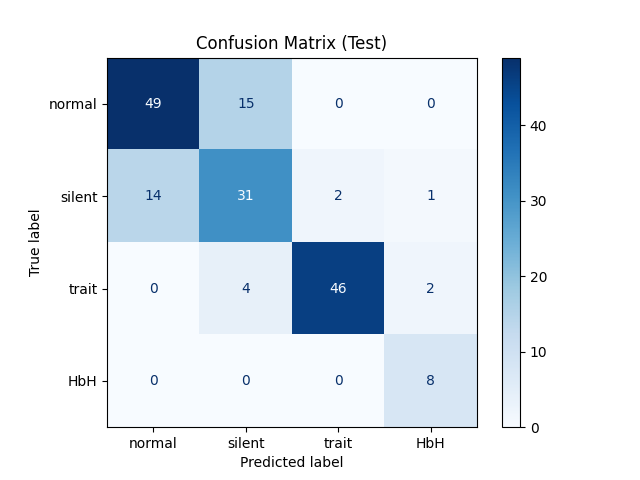 Confusion Matrix (Test)
True label
normal 49 15 0 0
silent 14 31 2 1
trait 0 4 46 2
HbH 0 0 0 8
normal silent trait HbH
Predicted label
40
30
20
10
0